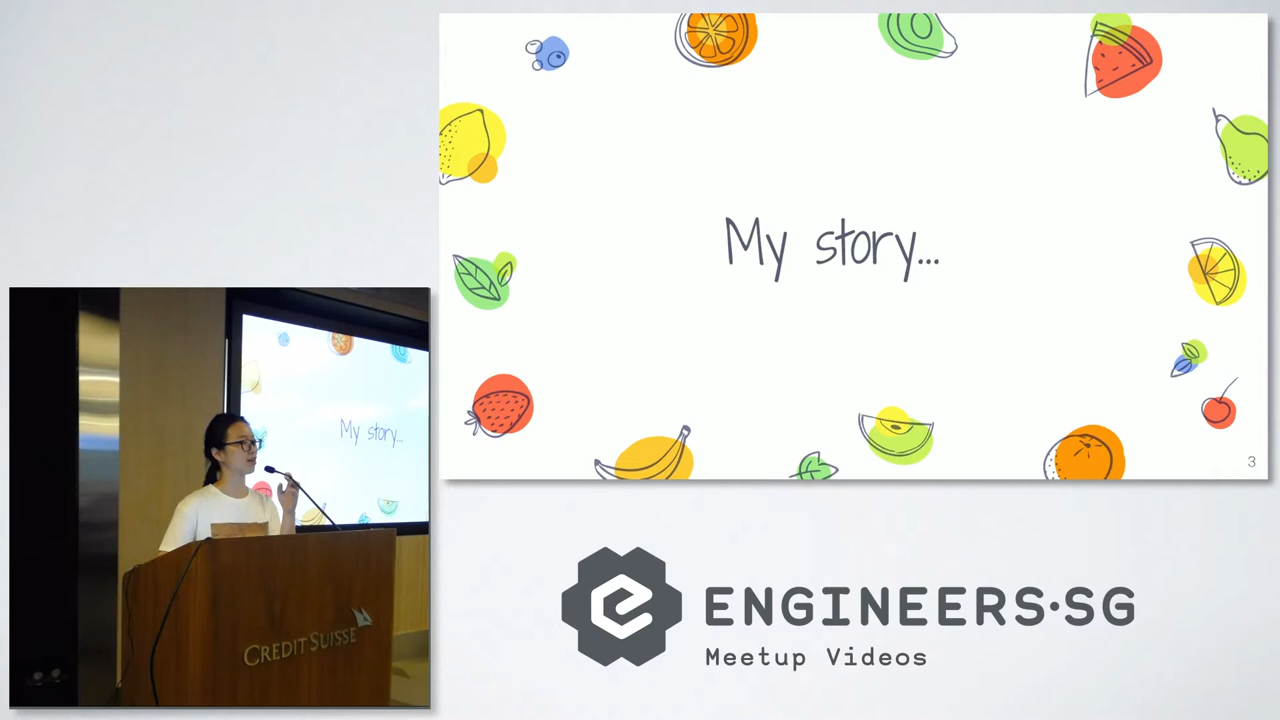 My story...
3
My story...
CREDIT SUISSE
ENGINEERS·SG
Meetup Videos